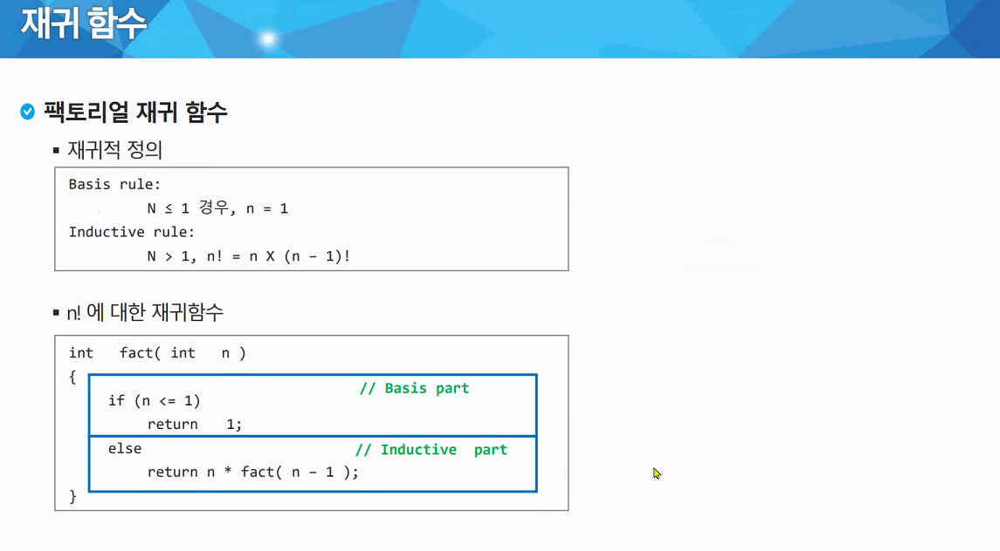 재귀 함수
팩토리얼 재귀 함수
▪ 재귀적 정의
Basis rule:
N ≤ 1 경우, n = 1
Inductive rule:
N > 1, n! = n X (n – 1)!
▪ n! 에 대한 재귀함수
int fact( int n )
{
// Basis part
if (n <= 1)
return 1;
else // Inductive part
return n * fact( n – 1 );
}